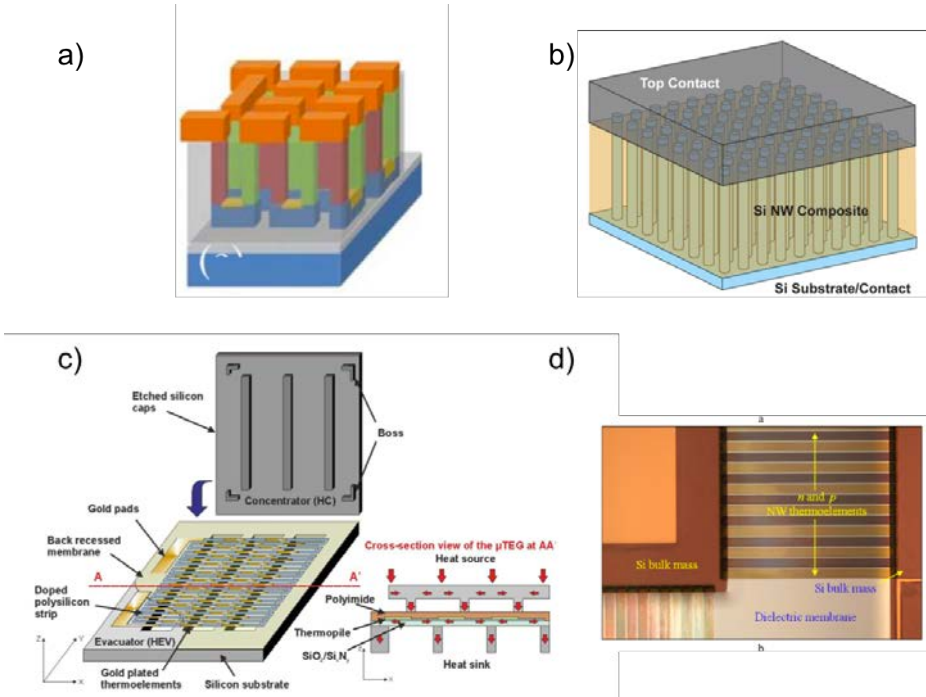 a)
b)
Top Contact
Si NW Composite
Si Substrate/Contact
c)
Etched silicon
caps
Boss
Concentrator (HC)
Gold pads
Back recessed
membrane
A
A'
Doped
polysilicon
strip
Evacuator (HEV)
Z
Y
X
Gold plated
thermoelements
Silicon substrate
Cross-section view of the µTEG at AA'
Heat source
Polyimide
Thermopile
SiO₂/SiₓNᵧ
Z
X
Heat sink
d)
a
n and p
NW thermoelements
Si bulk mass
Si bulk mass
Dielectric membrane
b